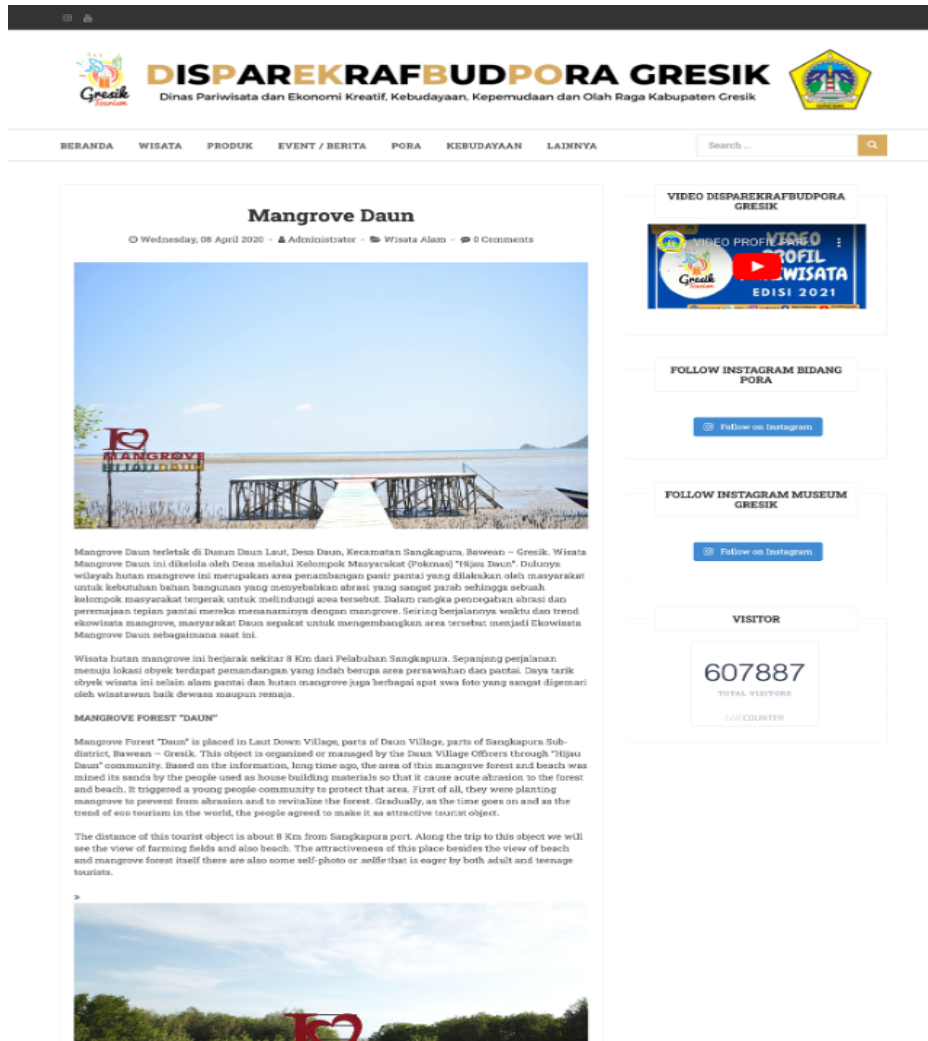 Gresik
Tourism
DISPAREKRAFBUDPORA GRESIK
Dinas Pariwisata dan Ekonomi Kreatif, Kebudayaan, Kepemudaan dan Olah Raga Kabupaten Gresik
GRESIK
BERANDA WISATA PRODUK EVENT / BERITA PORA KEBUDAYAAN LAINNYA
Search ...
Mangrove Daun
Wednesday, 08 April 2020 - Administrator - Wisata Alam - 0 Comments
I
MANGROVE
HIJAU DAUN
Mangrove Daun terletak di Dusun Daun Laut, Desa Daun, Kecamatan Sangkapura, Bawean – Gresik. Wisata
Mangrove Daun ini dikelola oleh Desa melalui Kelompok Masyarakat (Pokmas) "Hijau Daun". Dulunya
wilayah hutan mangrove ini merupakan area penambangan pasir pantai yang dilakukan oleh masyarakat
untuk kebutuhan bahan bangunan yang menyebabkan abrasi yang sangat parah sehingga sebuah
kelompok masyarakat tergerak untuk melindungi area tersebut. Dalam rangka pencegahan abrasi dan
peremajaan tepian pantai mereka menanaminya dengan mangrove. Seiring berjalannya waktu dan trend
ekowisata mangrove, masyarakat Daun sepakat untuk mengembangkan area tersebut menjadi Ekowisata
Mangrove Daun sebagaimana saat ini.
Wisata hutan mangrove ini berjarak sekitar 8 Km dari Pelabuhan Sangkapura. Sepanjang perjalanan
menuju lokasi obyek terdapat pemandangan yang indah berupa area persawahan dan pantai. Daya tarik
obyek wisata ini selain alam pantai dan hutan mangrove juga berbagai spot swa foto yang sangat digemari
oleh wisatawan baik dewasa maupun remaja.
MANGROVE FOREST "DAUN"
Mangrove Forest "Daun" is placed in Laut Down Village, parts of Daun Village, parts of Sangkapura Sub-
district, Bawean – Gresik. This object is organized or managed by the Daun Village Officers through "Hijau
Daun" community. Based on the information, long time ago, the area of this mangrove forest and beach was
mined its sands by the people used as house building materials so that it cause acute abrasion to the forest
and beach. It triggered a young people community to protect that area. First of all, they were planting
mangrove to prevent from abrasion and to revitalize the forest. Gradually, as the time goes on and as the
trend of eco tourism in the world, the people agreed to make it as attractive tourist object.
The distance of this tourist object is about 8 Km from Sangkapura port. Along the trip to this object we will
see the view of farming fields and also beach. The attractiveness of this place besides the view of beach
and mangrove forest itself there are also some self-photo or selfie that is eager by both adult and teenage
tourists.
»
I
VIDEO DISPAREKRAFBUDPORA
GRESIK
VIDEO PROFIL
VIDEO
PROFIL
EDISI 2021
Gresik
FOLLOW INSTAGRAM BIDANG
PORA
Follow on Instagram
FOLLOW INSTAGRAM MUSEUM
GRESIK
Follow on Instagram
VISITOR
607887
TOTAL VISITORS
LIVECOUNTER